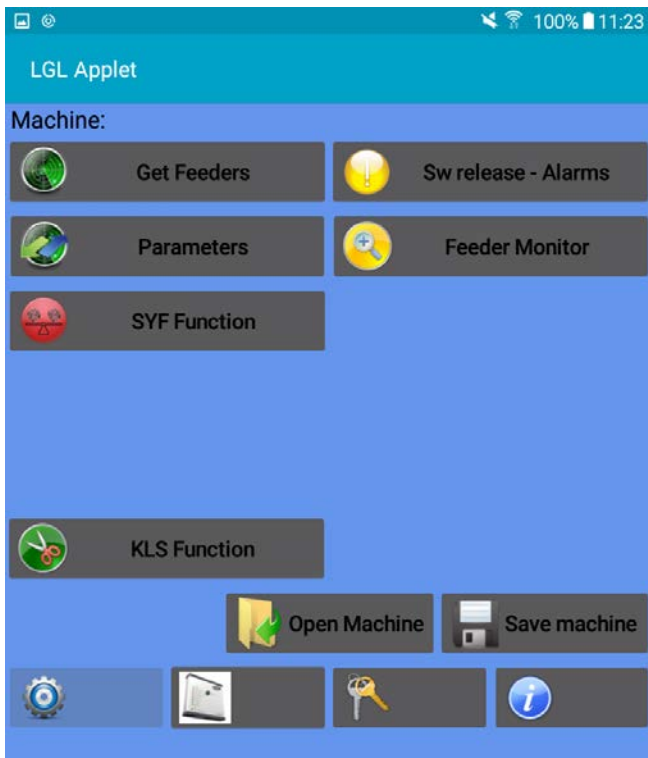 100% 11:23
LGL Applet
Machine:
Get Feeders
Sw release - Alarms
Parameters
Feeder Monitor
SYF Function
KLS Function
Open Machine
Save machine